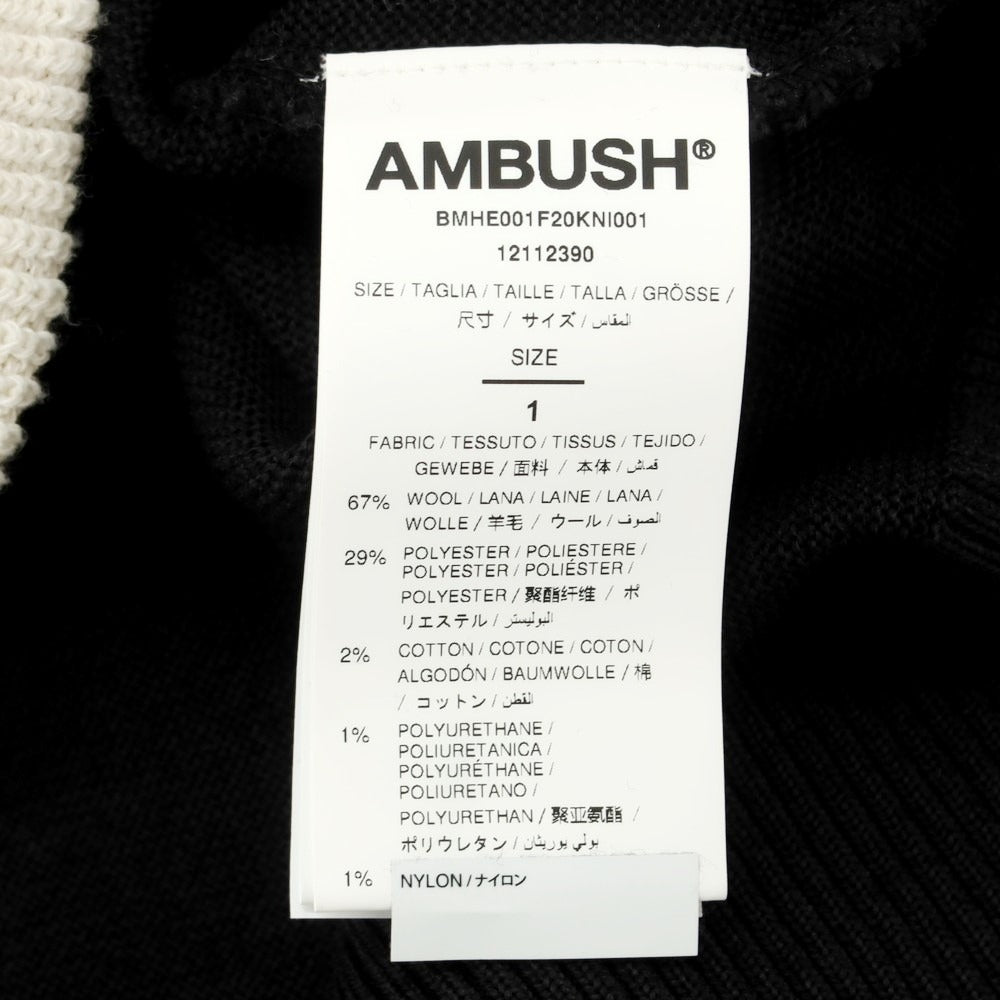 AMBUSH®
BMHE001F20KNI001
12112390
SIZE / TAGLIA / TAILLE / TALLA / GRÖSSE /
尺寸 / サイズ / المقاس
SIZE
1
FABRIC / TESSUTO / TISSUS / TEJIDO /
GEWEBE / 面料 / 本体 / قماش
67% WOOL / LANA / LAINE / LANA /
WOLLE / 羊毛 / ウール / الصوف
29% POLYESTER / POLIESTERE /
POLYESTER / POLIÉSTER /
POLYESTER / 聚酯纤维 / ポ
リエステル / البوليستر
2% COTTON / COTONE / COTON /
ALGODÓN / BAUMWOLLE / 棉
/ コットン / القطن
1% POLYURETHANE /
POLIURETANICA /
POLYURÉTHANE /
POLIURETANO /
POLYURETHAN / 聚亚氨酯 /
ポリウレタン / بولي يوريثان
1% NYLON / ナイロン